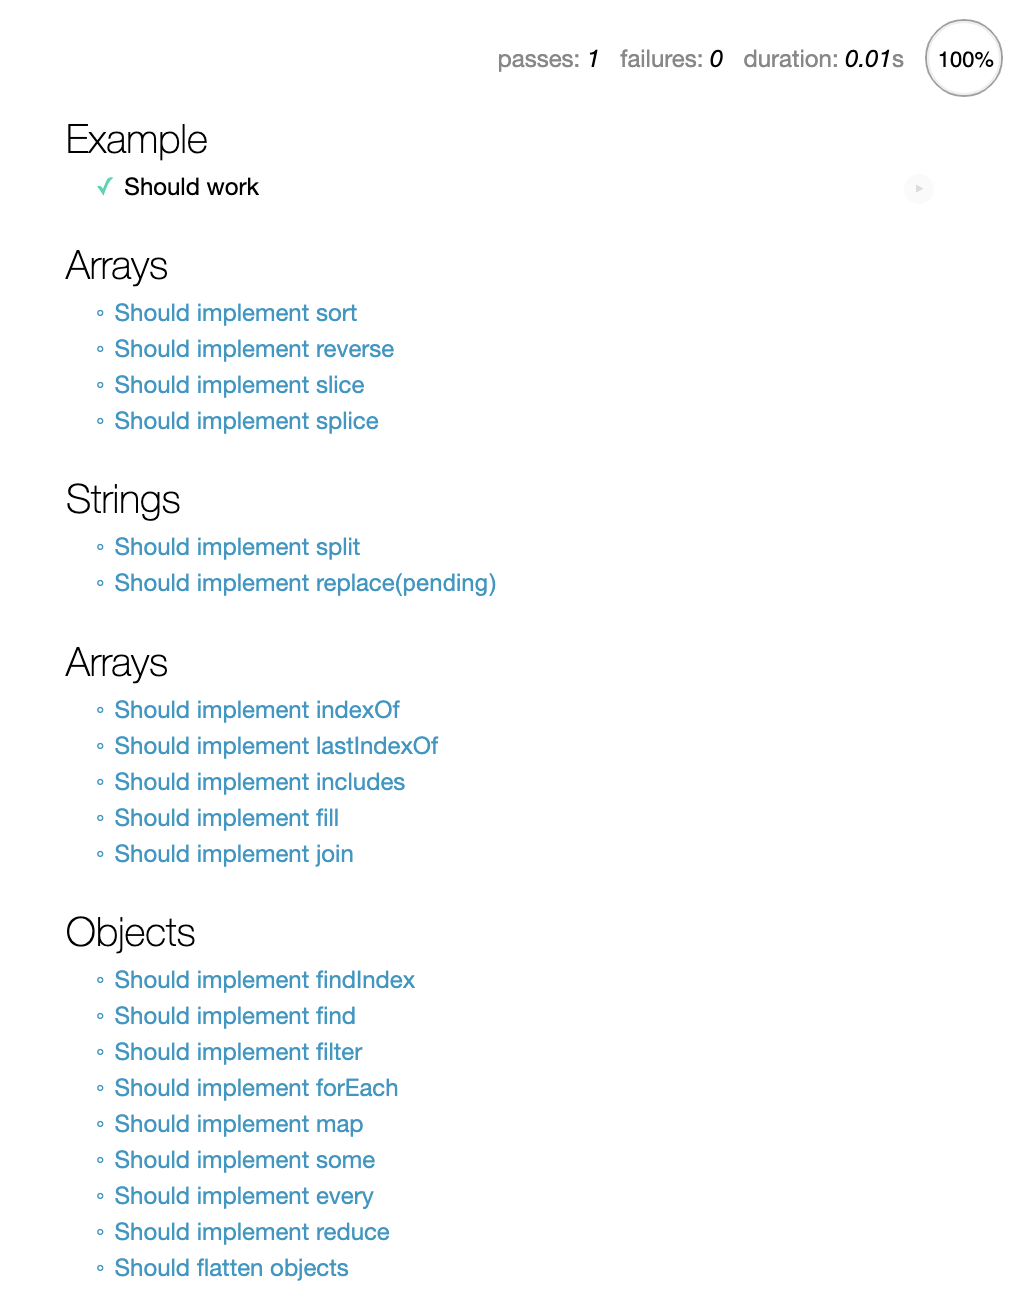 passes: 1 failures: 0 duration: 0.01s 100%
Example
✓ Should work
Arrays
Should implement sort
Should implement reverse
Should implement slice
Should implement splice
Strings
Should implement split
Should implement replace(pending)
Arrays
Should implement indexOf
Should implement lastIndexOf
Should implement includes
Should implement fill
Should implement join
Objects
Should implement findIndex
Should implement find
Should implement filter
Should implement forEach
Should implement map
Should implement some
Should implement every
Should implement reduce
Should flatten objects